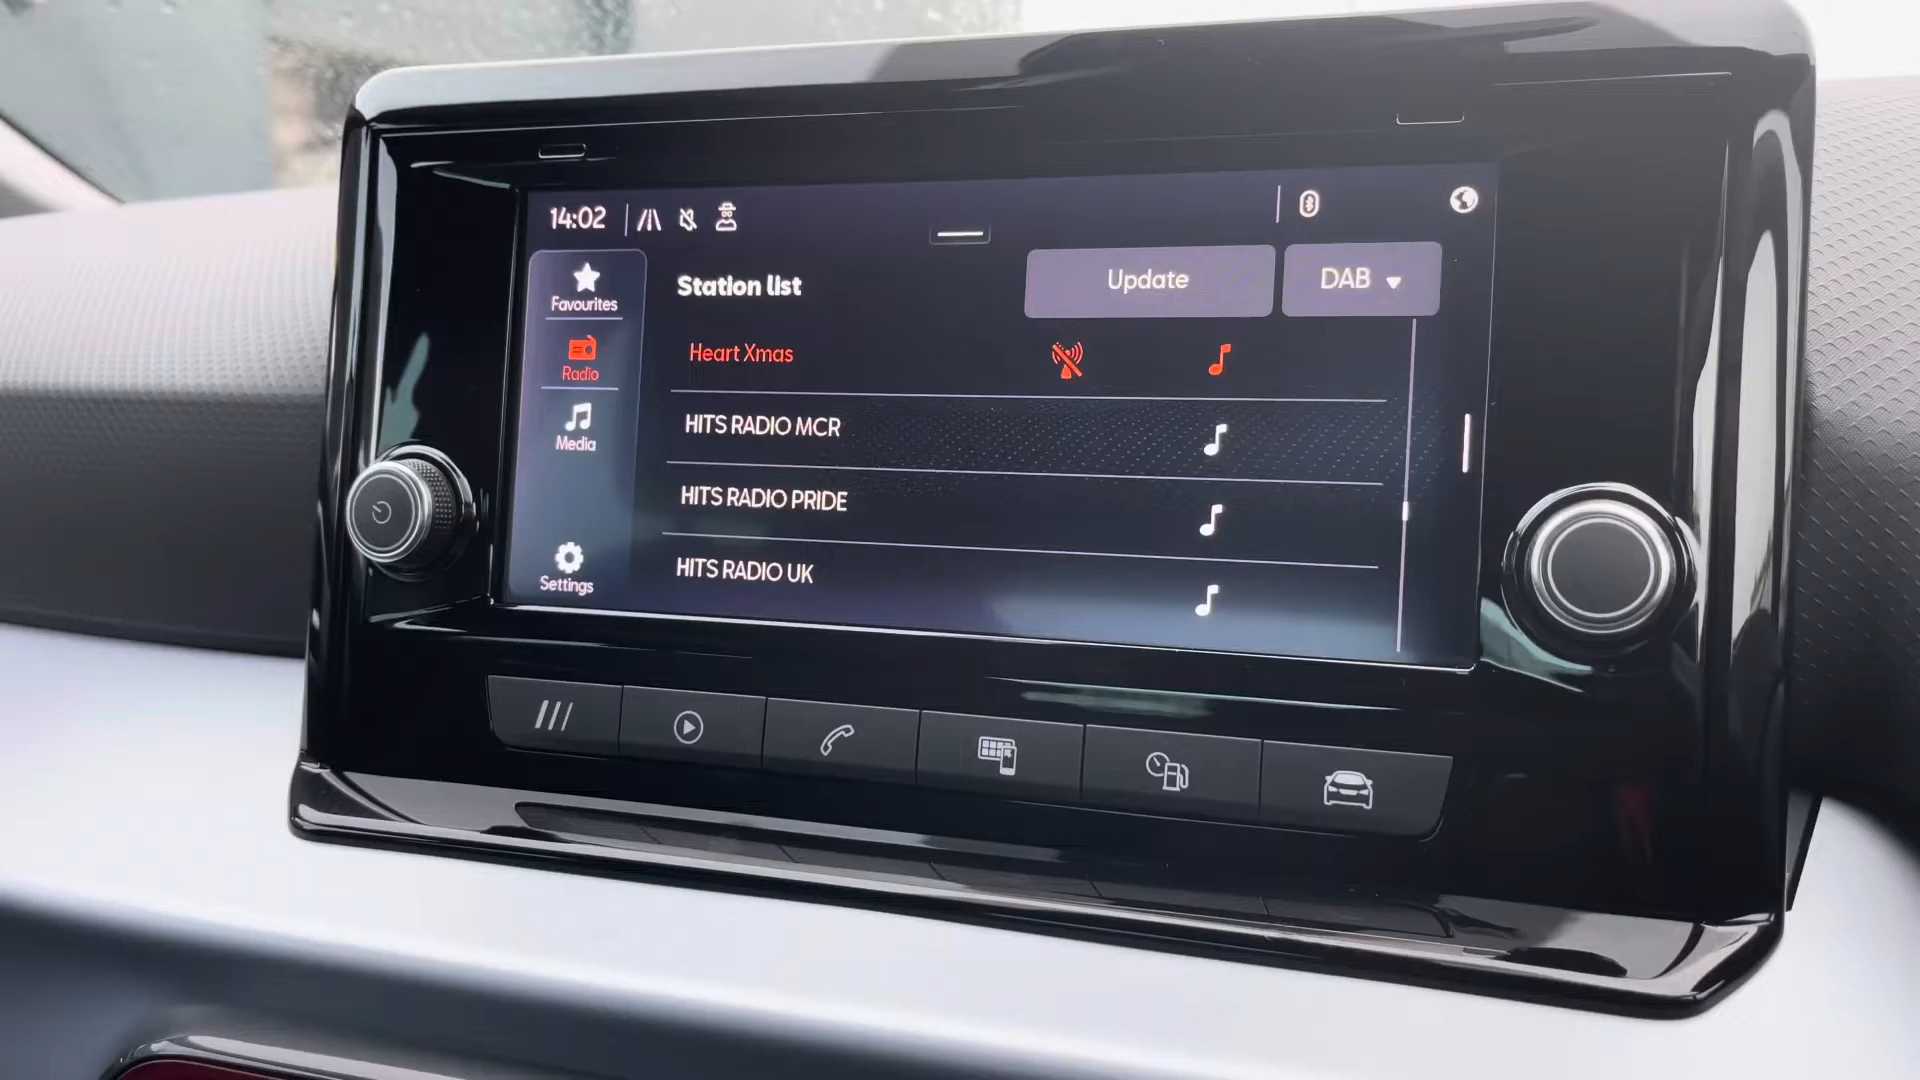 14:02
Favourites
Radio
Media
Settings
Station list
Update
DAB
Heart Xmas
HITS RADIO MCR
HITS RADIO PRIDE
HITS RADIO UK